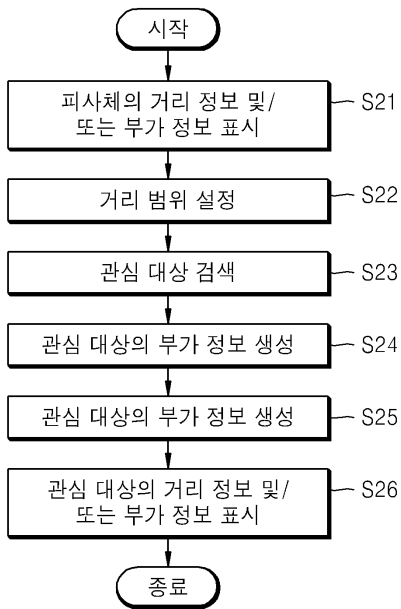 시작
피사체의 거리 정보 및/
또는 부가 정보 표시
S21
거리 범위 설정
S22
관심 대상 검색
S23
관심 대상의 부가 정보 생성
S24
관심 대상의 부가 정보 생성
S25
관심 대상의 거리 정보 및/
또는 부가 정보 표시
S26
종료